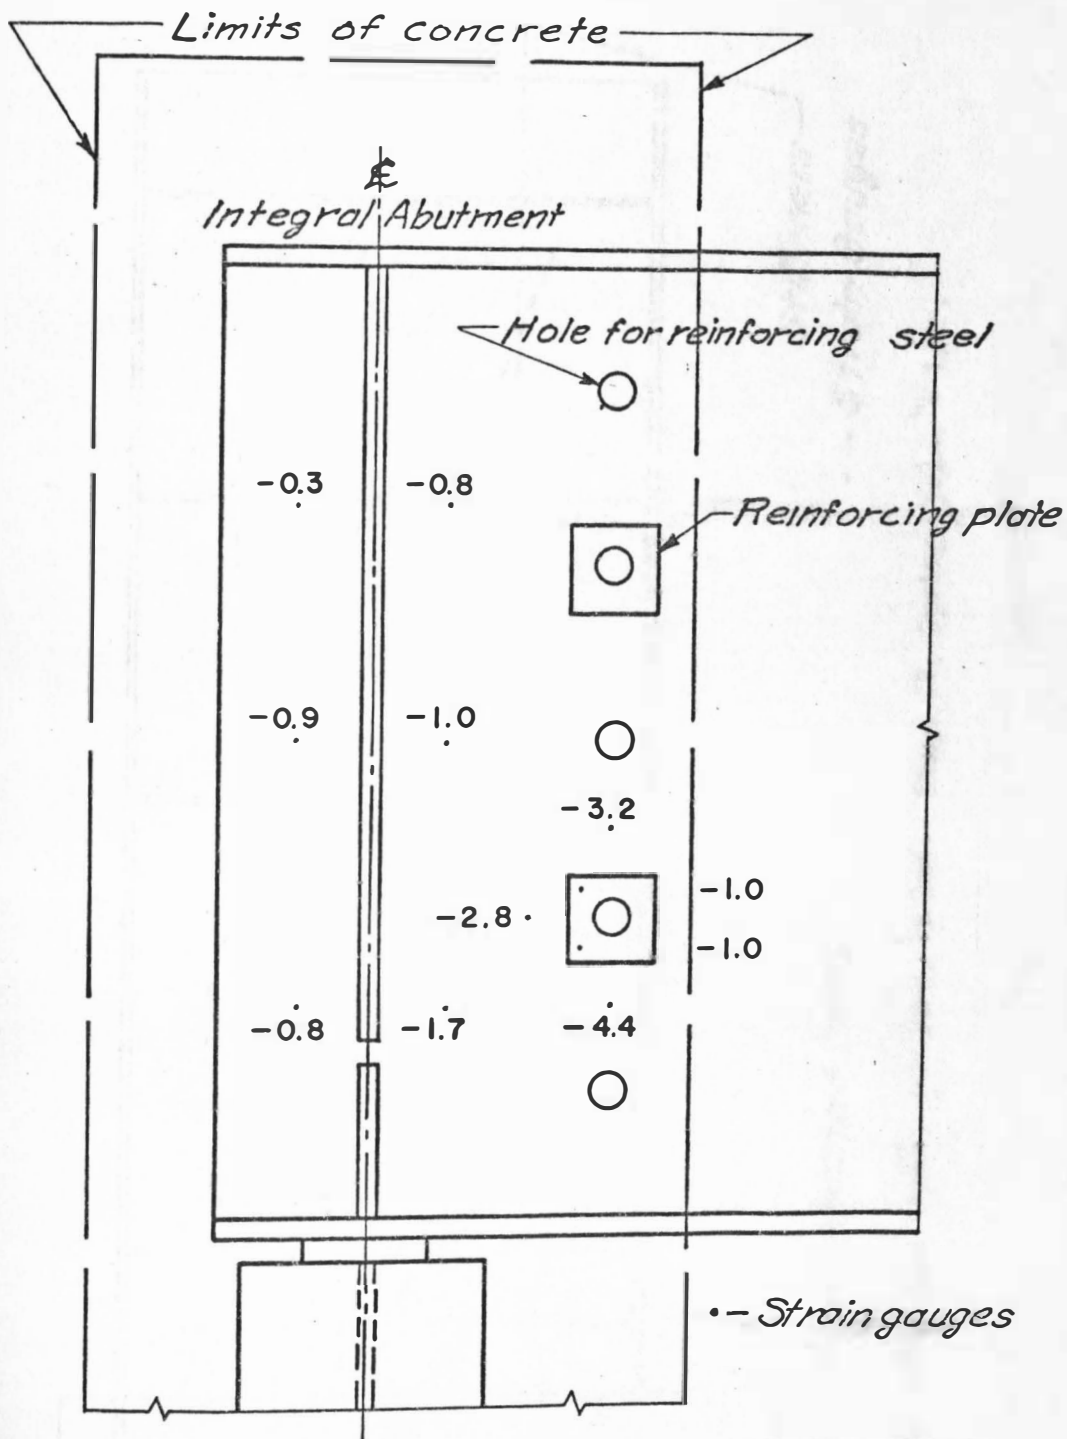 Limits of concrete
℄
Integral Abutment
Hole for reinforcing steel
-0.3
-0.8
Reinforcing plate
-0.9
-1.0
-3.2
-1.0
-2.8
-1.0
-0.8
-1.7
-4.4
•- Strain gauges